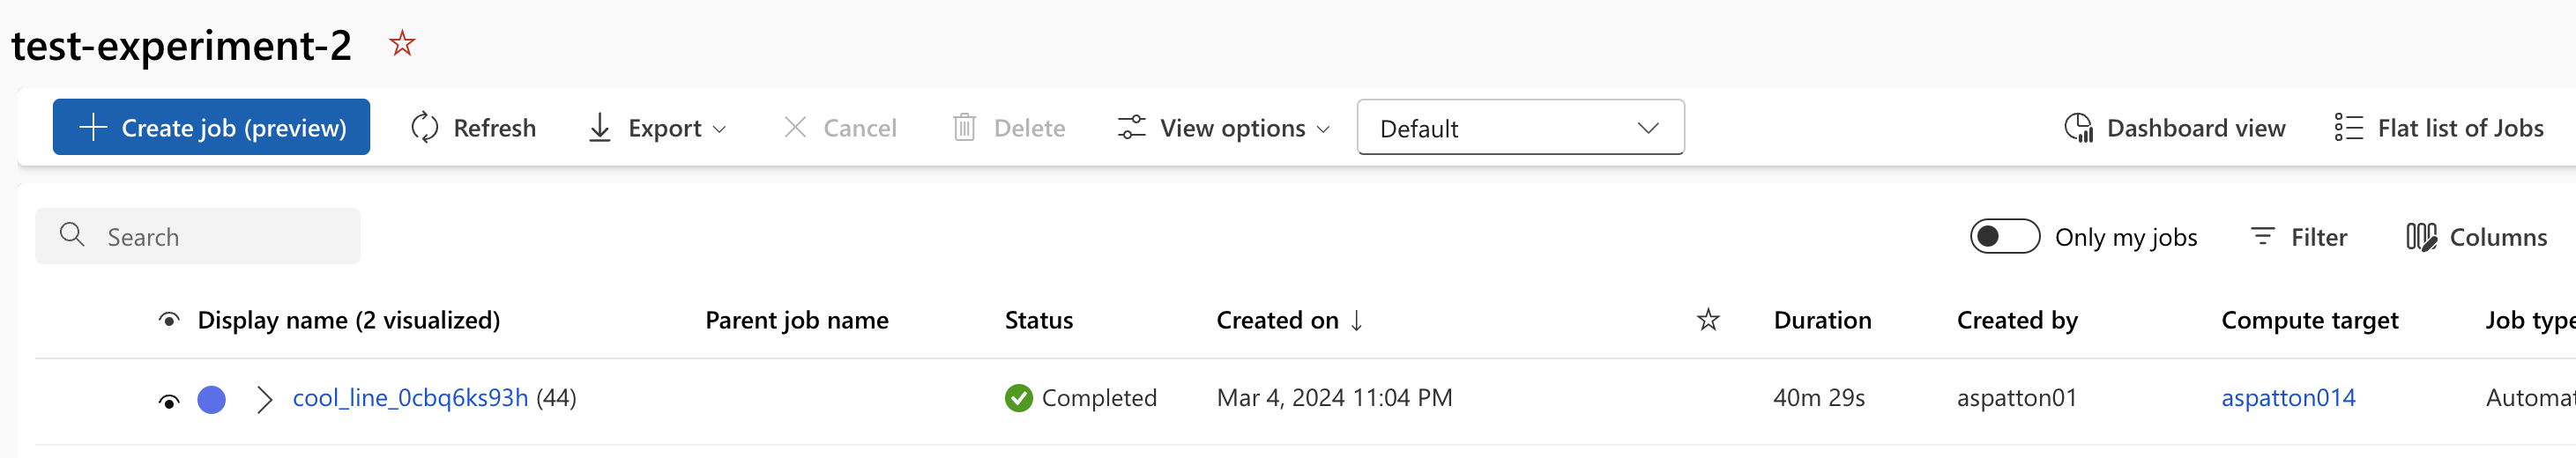 test-experiment-2
Create job (preview) Refresh Export Cancel Delete View options Default Dashboard view Flat list of Jobs
Search Only my jobs Filter Columns
Display name (2 visualized) Parent job name Status Created on Duration Created by Compute target Job type
cool_line_0cbq6ks93h (44) Completed Mar 4, 2024 11:04 PM 40m 29s aspatton01 aspatton014 Automat